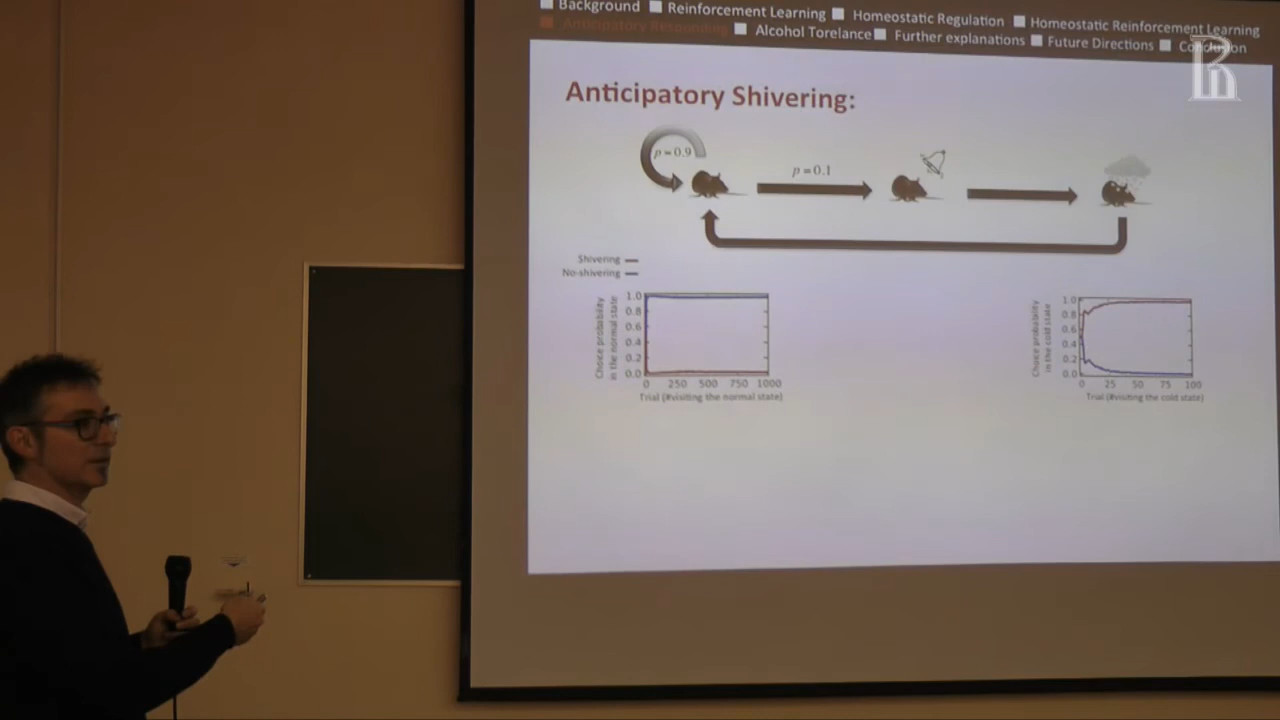 Background Reinforcement Learning Homeostatic Regulation Homeostatic Reinforcement Learning
Anticipatory Responding Alcohol Torelance Further explanations Future Directions Conclusion
Anticipatory Shivering:
p=0.9
p=0.1
Shivering
No-shivering
Choice probability
in the normal state
1.0
0.8
0.6
0.4
0.2
0.0
0 250 500 750 1000
Trial (#visiting the normal state)
Choice probability
in the cold state
1.0
0.8
0.6
0.4
0.2
0.0
0 25 50 75 100
Trial (#visiting the cold state)